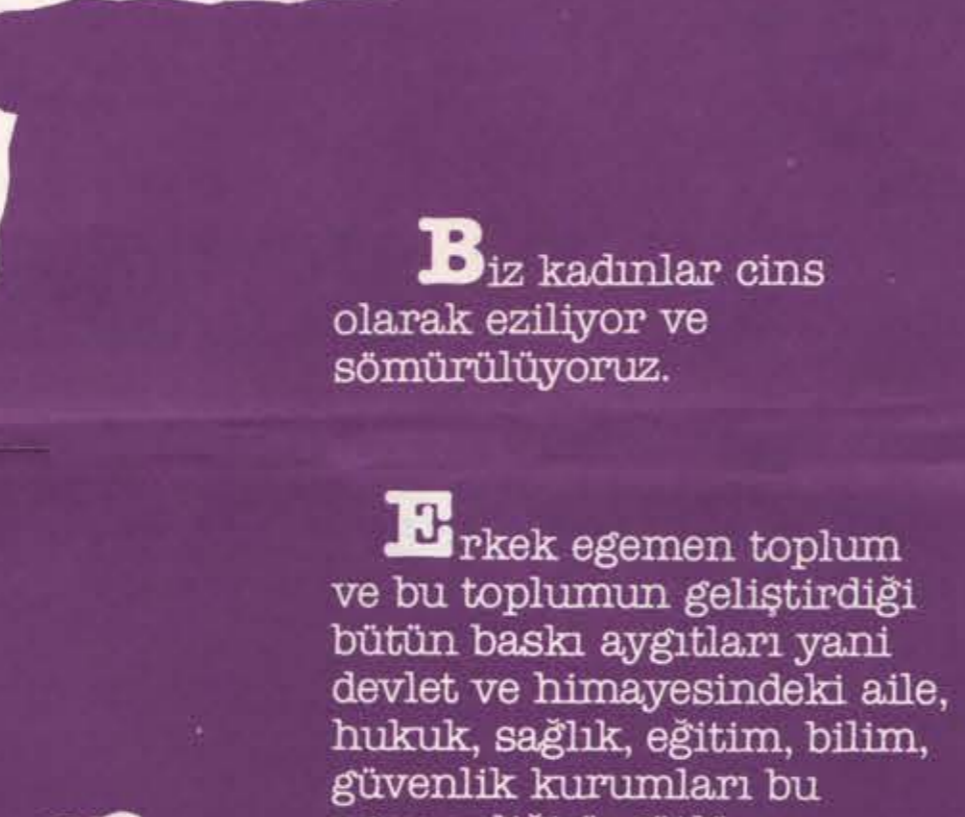 Biz kadınlar cins
olarak eziliyor ve
sömürülüyoruz.
Erkek egemen toplum
ve bu toplumun geliştirdiği
bütün baskı aygıtları yani
devlet ve himayesindeki aile,
hukuk, sağlık, eğitim, bilim,
güvenlik kurumları bu